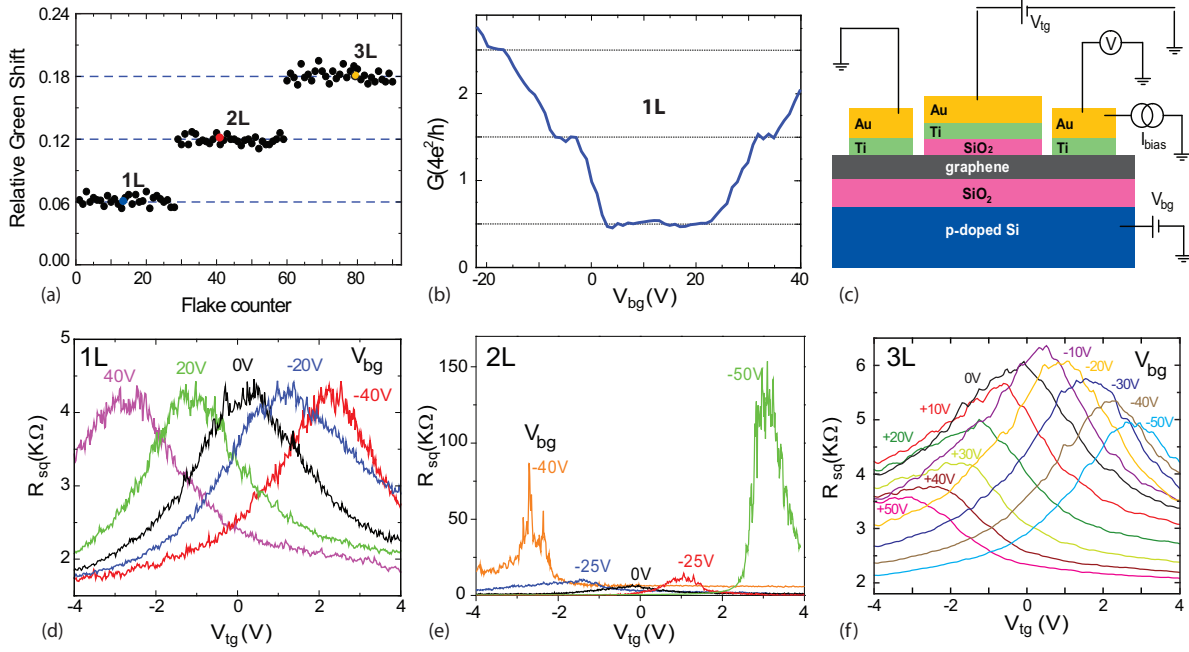 0.24
0.18
0.12
0.06
0.00
Relative Green Shift
1L
2L
3L
0
20
40
60
80
Flake counter
(a)
2
1
0
G(4e²/h)
1L
-20
0
20
40
V_bg(V)
(b)
V_tg
V
Au
Au
Au
Ti
Ti
Ti
SiO₂
I_bias
graphene
SiO₂
V_bg
p-doped Si
(c)
1L
5
4
3
2
R_sq(KΩ)
40V
20V
0V
-20V
-40V
V_bg
-4
-2
0
2
4
V_tg(V)
(d)
2L
150
125
100
75
50
25
0
R_sq(KΩ)
V_bg
-40V
-25V
0V
-25V
-50V
-4
-2
0
2
4
V_tg(V)
(e)
3L
6
5
4
3
2
R_sq(KΩ)
V_bg
0V
-10V
-20V
-30V
-40V
-50V
+10V
+20V
+30V
+40V
+50V
-4
-2
0
2
4
V_tg(V)
(f)